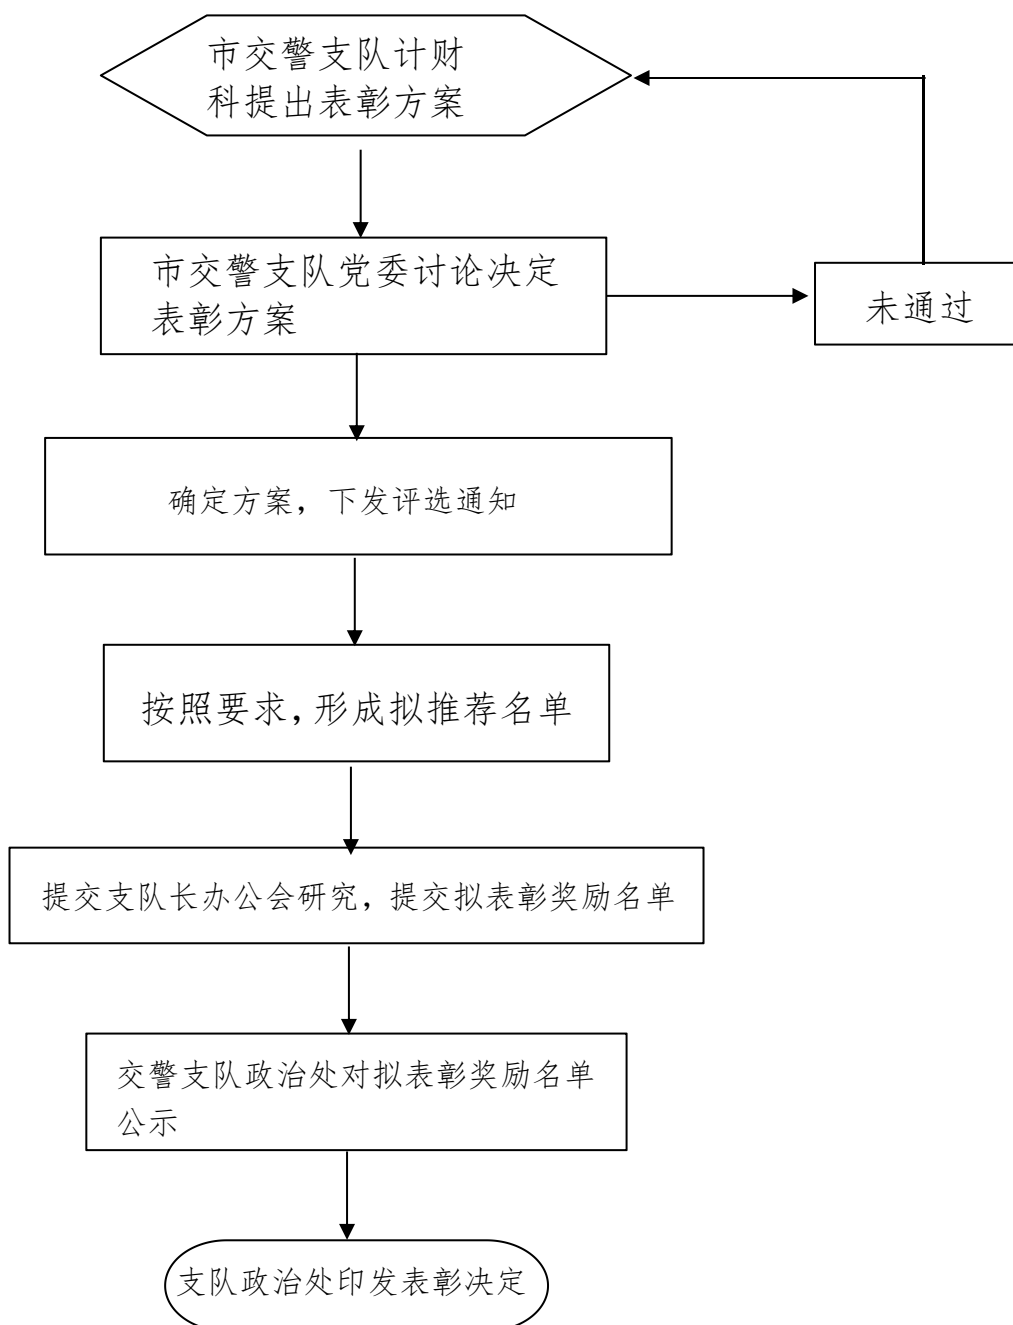 市交警支队计财
科提出表彰方案
市交警支队党委讨论决定
表彰方案
未通过
确定方案，下发评选通知
按照要求，形成拟推荐名单
提交支队长办公会研究，提交拟表彰奖励名单
交警支队政治处对拟表彰奖励名单
公示
支队政治处印发表彰决定